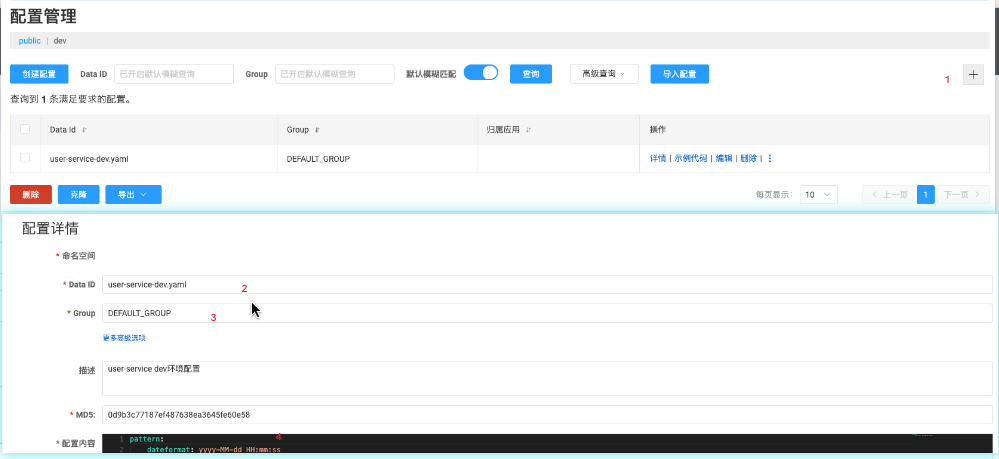 配置管理
public | dev
创建配置 Data ID 已开启默认模糊查询 Group 已开启默认模糊查询 默认模糊匹配 查询 高级查询 导入配置 1 +
查询到 1 条满足要求的配置。
Data Id Group 归属应用 操作
user-service-dev.yaml DEFAULT_GROUP 详情 | 示例代码 | 编辑 | 删除 |
删除 克隆 导出 每页显示: 10 上一页 1 下一页
配置详情
* 命名空间
* Data ID user-service-dev.yaml 2
* Group DEFAULT_GROUP 3
更多高级选项
描述 user-service dev环境配置
* MD5: 0d9b3c77187ef487638ea3645fe60e58
* 配置内容 1 pattern: 4
2 dateformat: yyyy-MM-dd HH:mm:ss